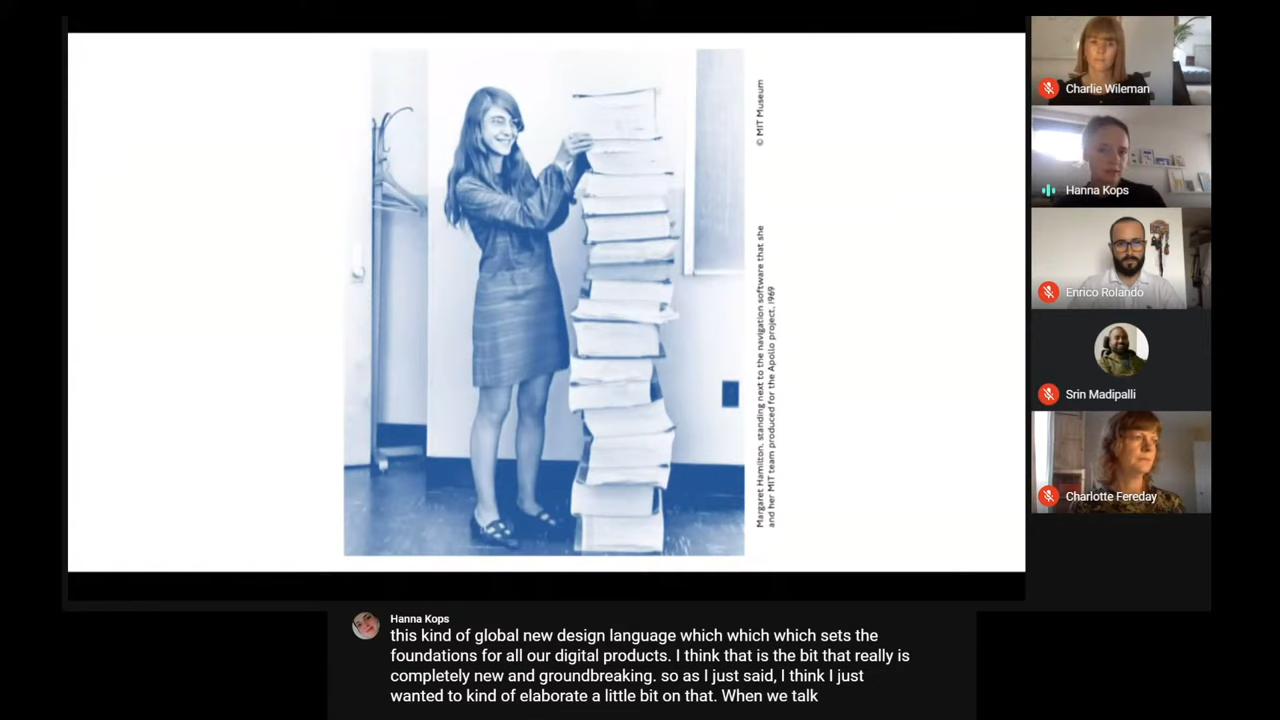 © MIT Museum
Margaret Hamilton, standing next to the navigation software that she
and her MIT team produced for the Apollo project, 1969
Charlie Wileman
Hanna Kops
Enrico Rolando
Srin Madipalli
Charlotte Fereday
Hanna Kops
this kind of global new design language which which which sets the
foundations for all our digital products. I think that is the bit that really is
completely new and groundbreaking. so as I just said, I think I just
wanted to kind of elaborate a little bit on that. When we talk